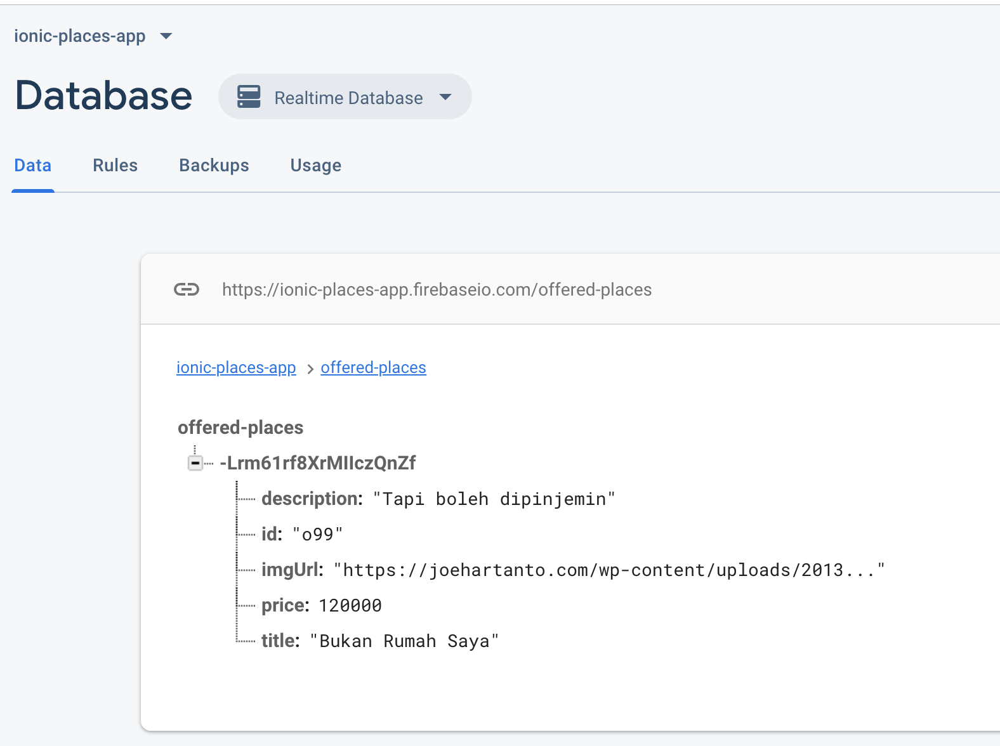 ionic-places-app
Database Realtime Database
Data Rules Backups Usage
https://ionic-places-app.firebaseio.com/offered-places
ionic-places-app > offered-places
offered-places
-Lrm61rf8XrMIIczQnZf
description: "Tapi boleh dipinjemin"
id: "o99"
imgUrl: "https://joehartanto.com/wp-content/uploads/2013..."
price: 120000
title: "Bukan Rumah Saya"